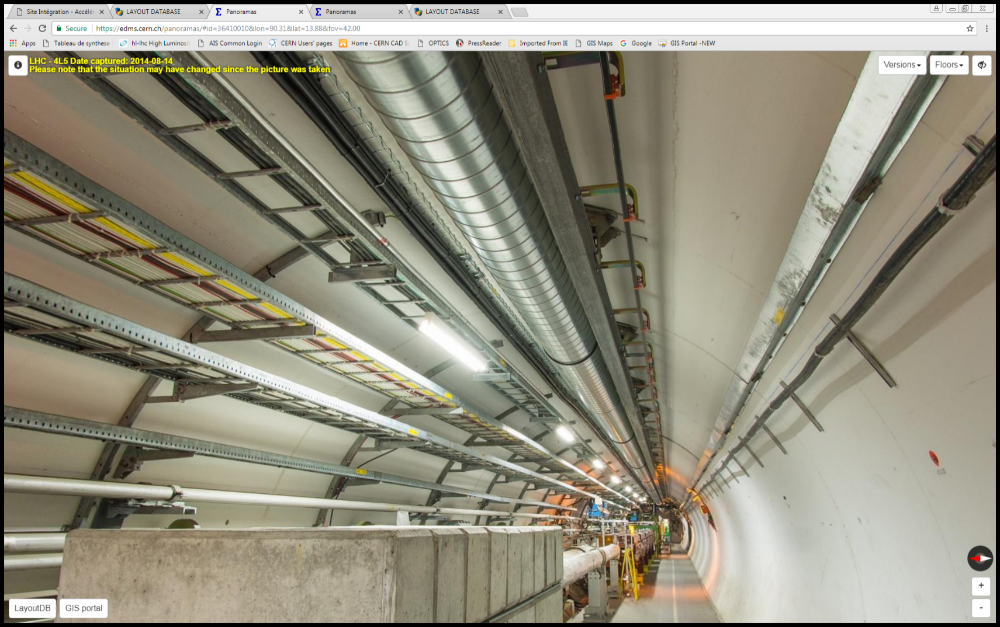 Site Intégration - Accélér
LAYOUT DATABASE
Panoramas
Panoramas
LAYOUT DATABASE
Secure
https://edms.cern.ch/panoramas/#id=36410010&lon=90.31&lat=13.88&fov=42.00
Apps
Tableau de synthese
hl-lhc High Luminosit
AIS Common Login
CERN Users' pages
Home - CERN CAD S
OPTICS
PressReader
Imported From IE
GIS Maps
Google
GIS Portal -NEW
LHC - 4L5 Date captured: 2014-08-14
Please note that the situation may have changed since the picture was taken
Versions
Floors
+
-
LayoutDB
GIS portal